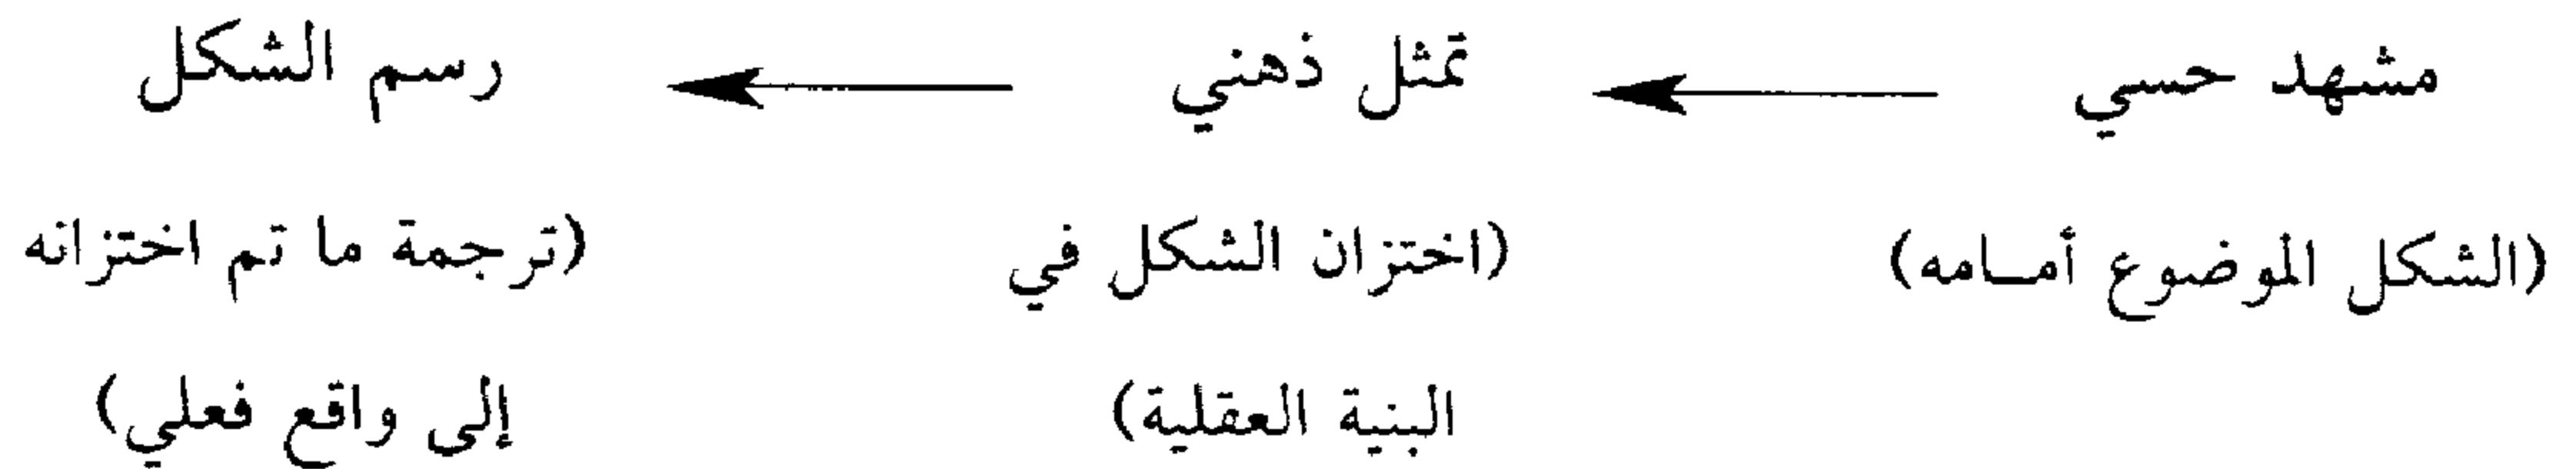 مشهد حسي
تمثل ذهني
رسم الشكل
(الشكل الموضوع أمامه)
(اختزان الشكل في
(ترجمة ما تم اختزانه
البنية العقلية)
إلى واقع فعلي)